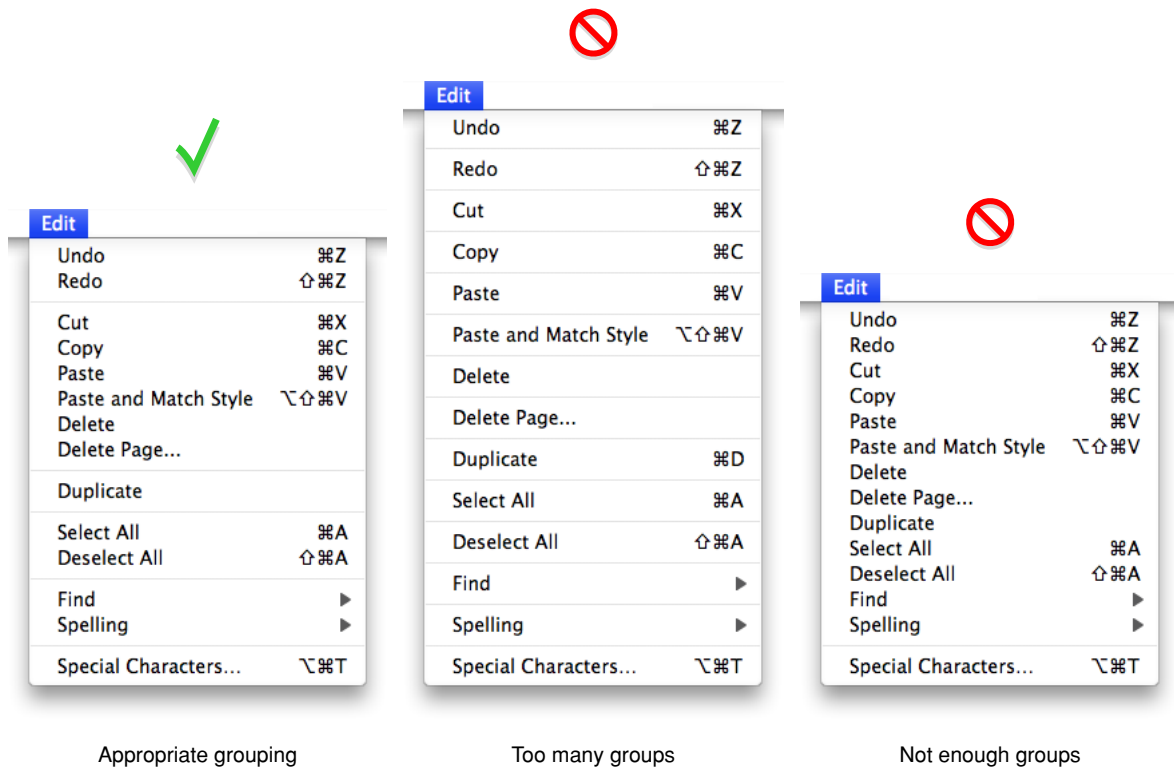 Edit
Undo ⌘Z
Redo ⇧⌘Z
Cut ⌘X
Copy ⌘C
Paste ⌘V
Paste and Match Style ⌥⇧⌘V
Delete
Delete Page...
Duplicate
Select All ⌘A
Deselect All ⇧⌘A
Find ▶
Spelling ▶
Special Characters... ⌥⌘T
Appropriate grouping
Edit
Undo ⌘Z
Redo ⇧⌘Z
Cut ⌘X
Copy ⌘C
Paste ⌘V
Paste and Match Style ⌥⇧⌘V
Delete
Delete Page...
Duplicate ⌘D
Select All ⌘A
Deselect All ⇧⌘A
Find ▶
Spelling ▶
Special Characters... ⌥⌘T
Too many groups
Edit
Undo ⌘Z
Redo ⇧⌘Z
Cut ⌘X
Copy ⌘C
Paste ⌘V
Paste and Match Style ⌥⇧⌘V
Delete
Delete Page...
Duplicate
Select All ⌘A
Deselect All ⇧⌘A
Find ▶
Spelling ▶
Special Characters... ⌥⌘T
Not enough groups